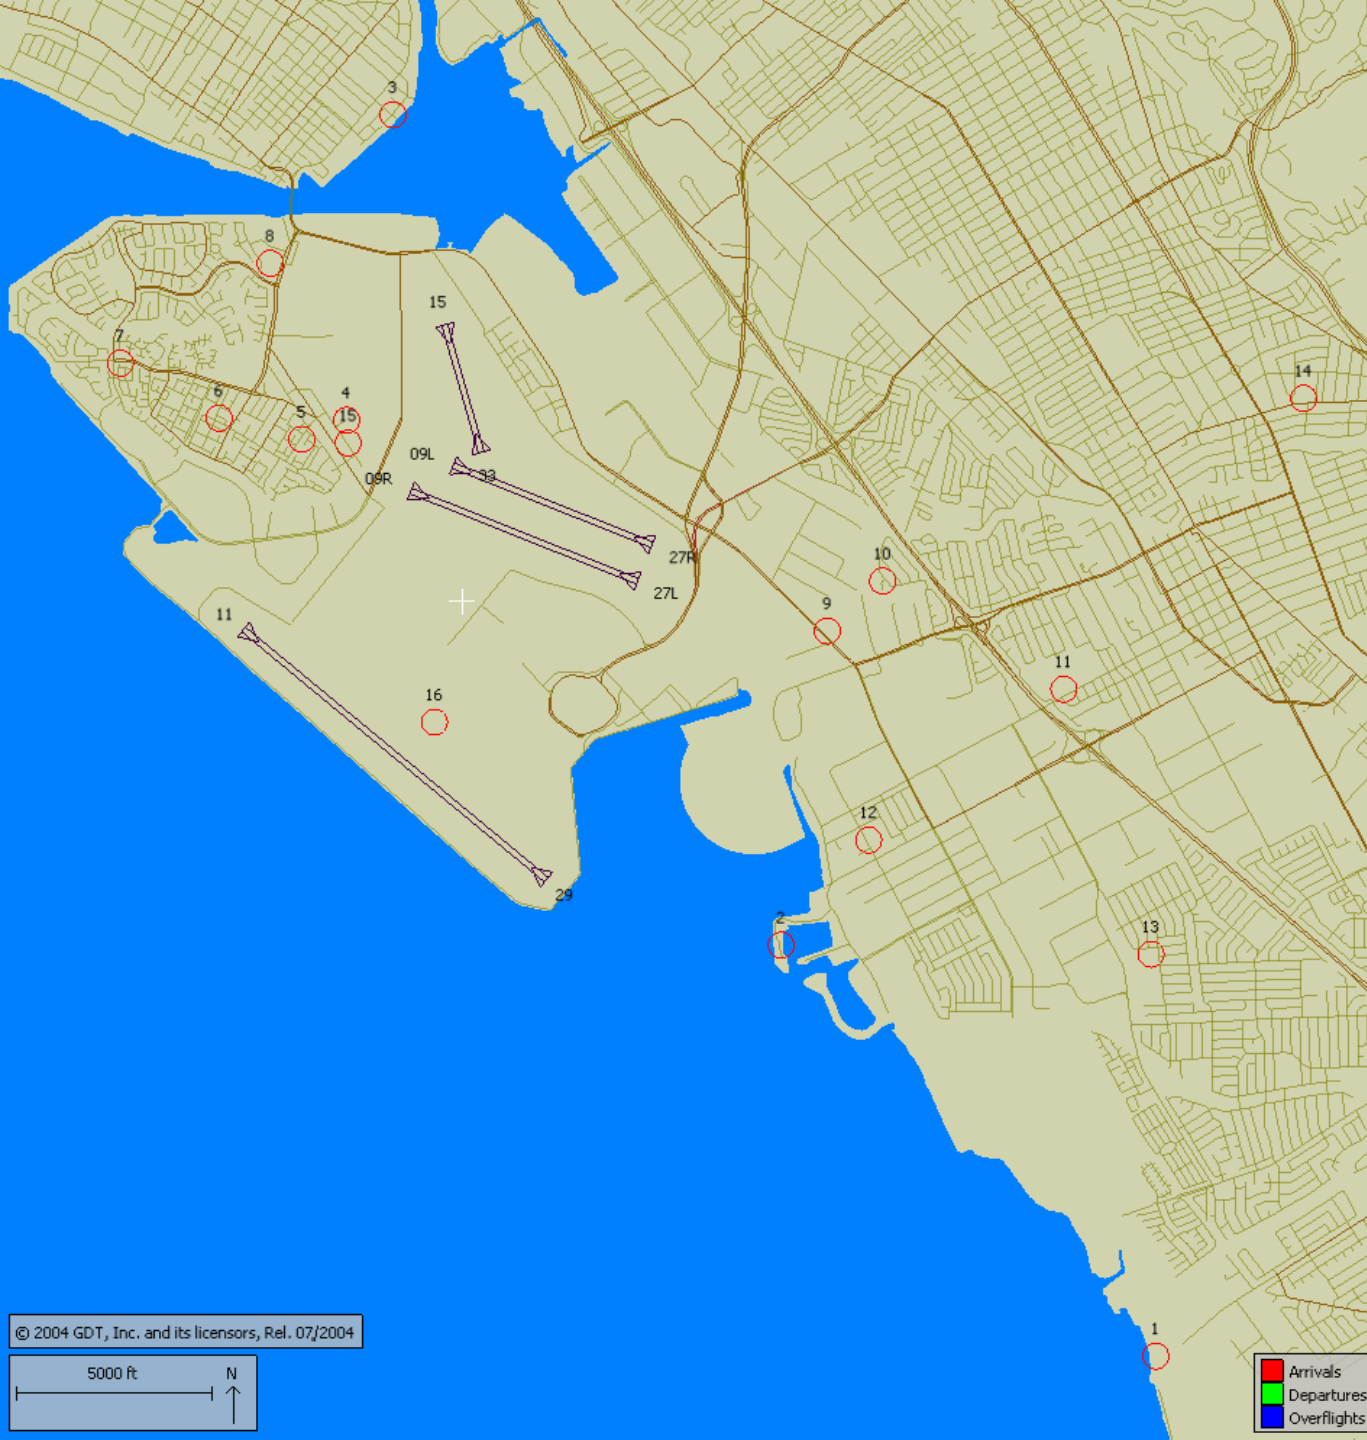 3
8
15
7
14
6
4
5
15
09L
09R
33
10
27R
27L
9
11
11
16
12
29
2
13
1
© 2004 GDT, Inc. and its licensors, Rel. 07/2004
5000 ft
N
Arrivals
Departures
Overflights